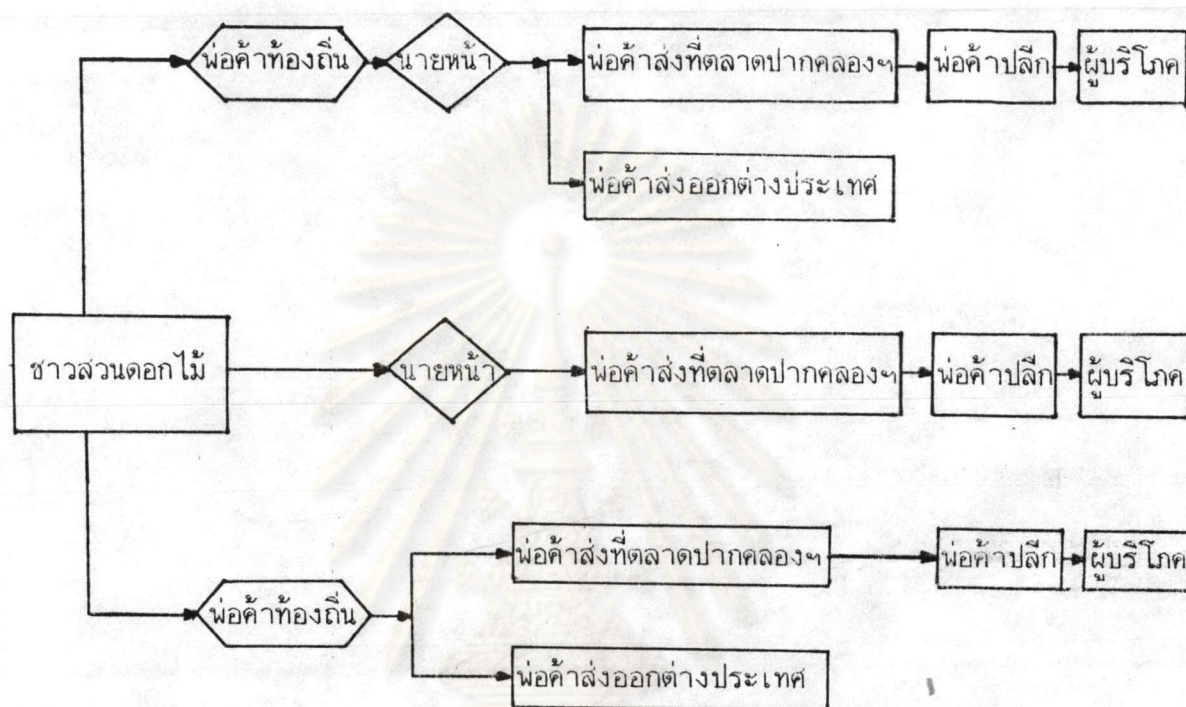 พ่อค้าท้องถิ่น นายหน้า พ่อค้าส่งที่ตลาดปากคลองฯ พ่อค้าปลีก ผู้บริโภค
พ่อค้าส่งออกต่างประเทศ
ชาวสวนดอกไม้ นายหน้า พ่อค้าส่งที่ตลาดปากคลองฯ พ่อค้าปลีก ผู้บริโภค
พ่อค้าส่งที่ตลาดปากคลองฯ พ่อค้าปลีก ผู้บริโภค
พ่อค้าท้องถิ่น
พ่อค้าส่งออกต่างประเทศ